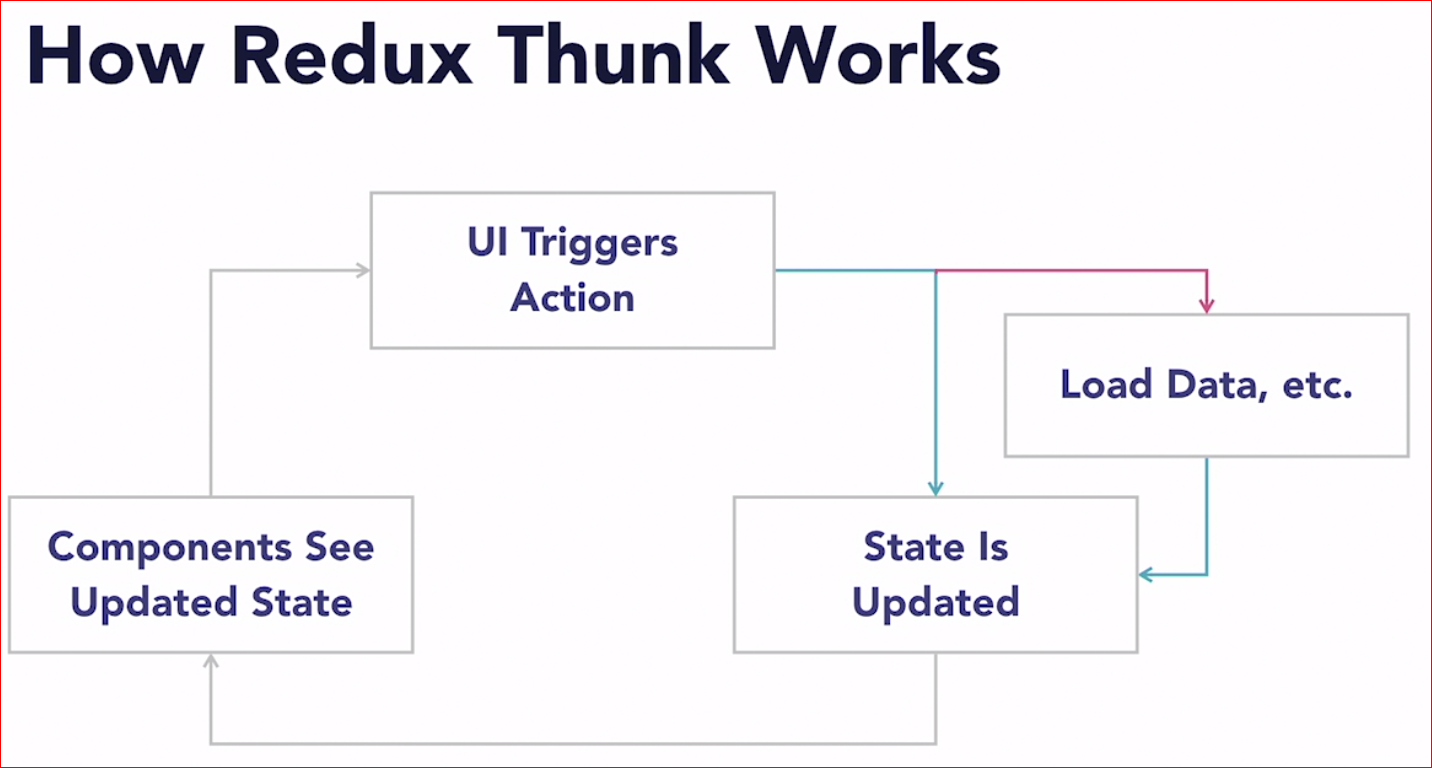 How Redux Thunk Works
UI Triggers
Action
Load Data, etc.
Components See
Updated State
State Is
Updated